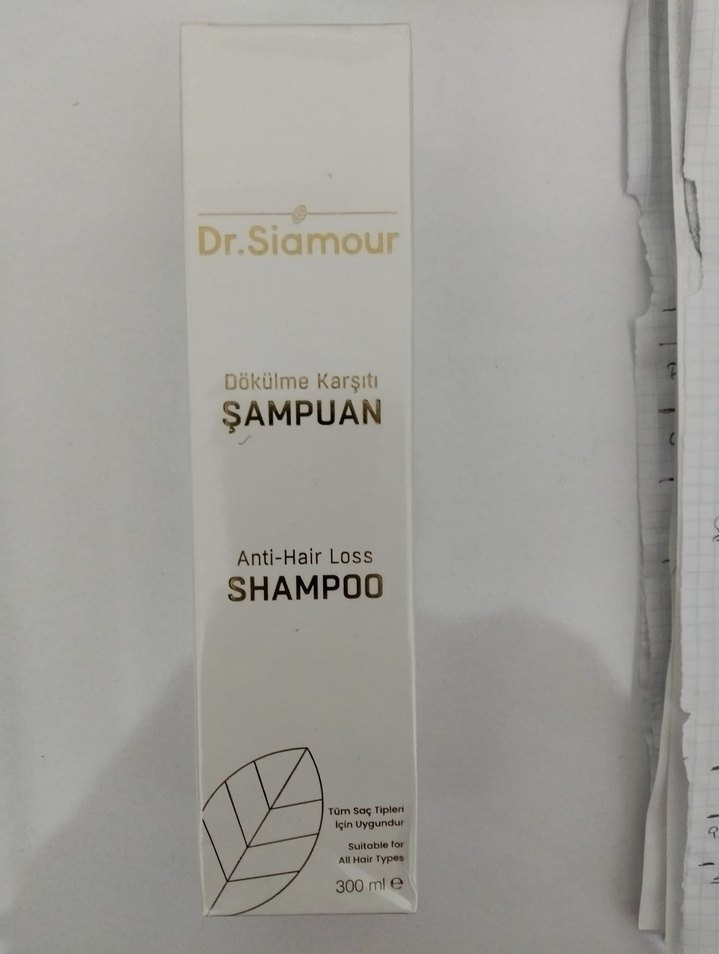 Dr.Siamour
Dökülme Karşıtı
ŞAMPUAN
Anti-Hair Loss
SHAMPOO
Tüm Saç Tipleri
İçin Uygundur
Suitable for
All Hair Types
300 ml ℮